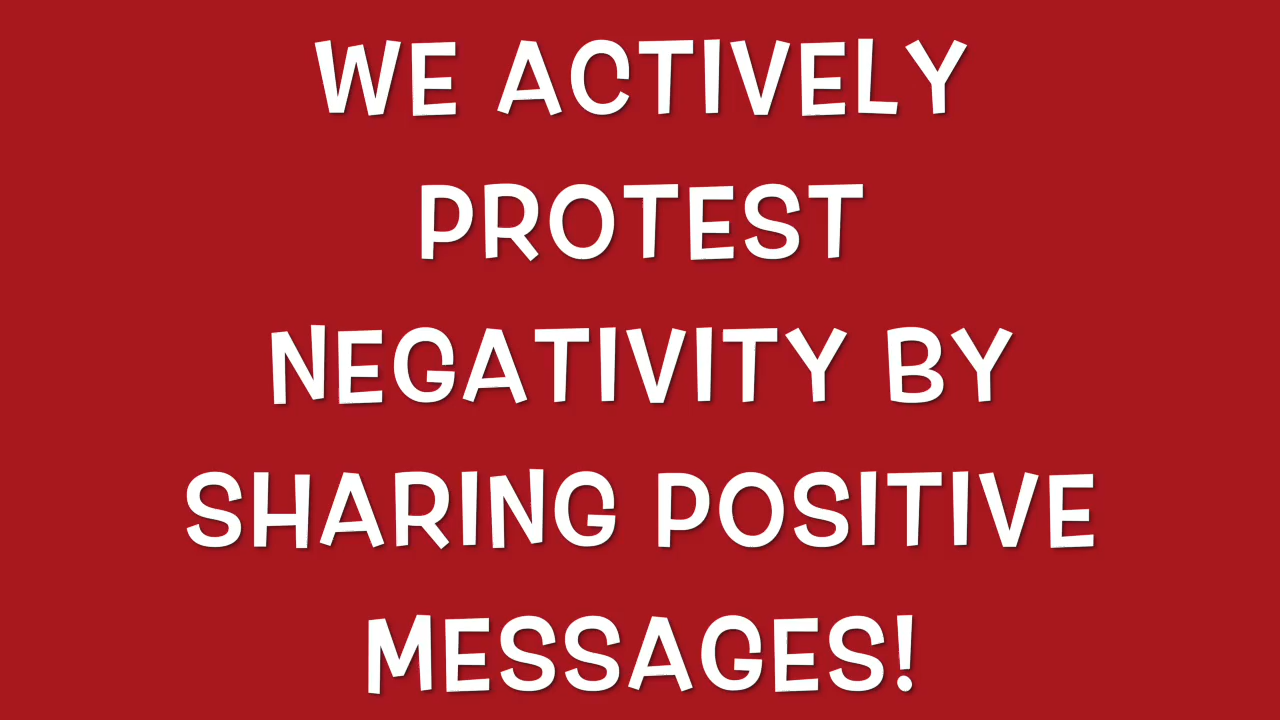 WE ACTIVELY
PROTEST
NEGATIVITY BY
SHARING POSITIVE
MESSAGES!